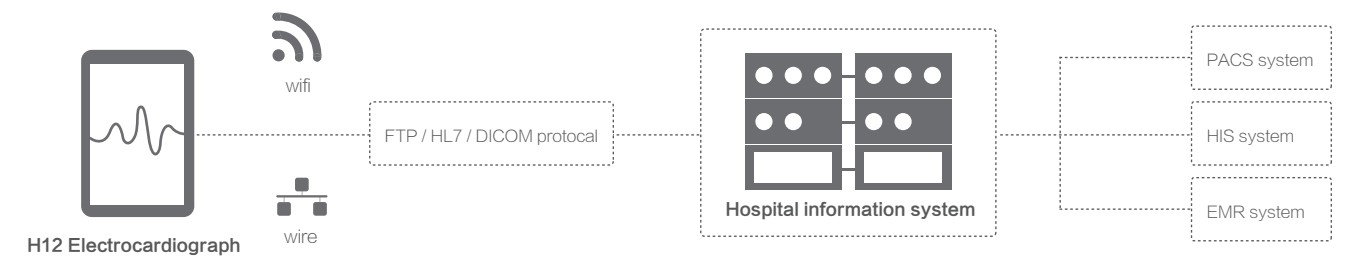 wifi
H12 Electrocardiograph
wire
FTP / HL7 / DICOM protocal
Hospital information system
PACS system
HIS system
EMR system